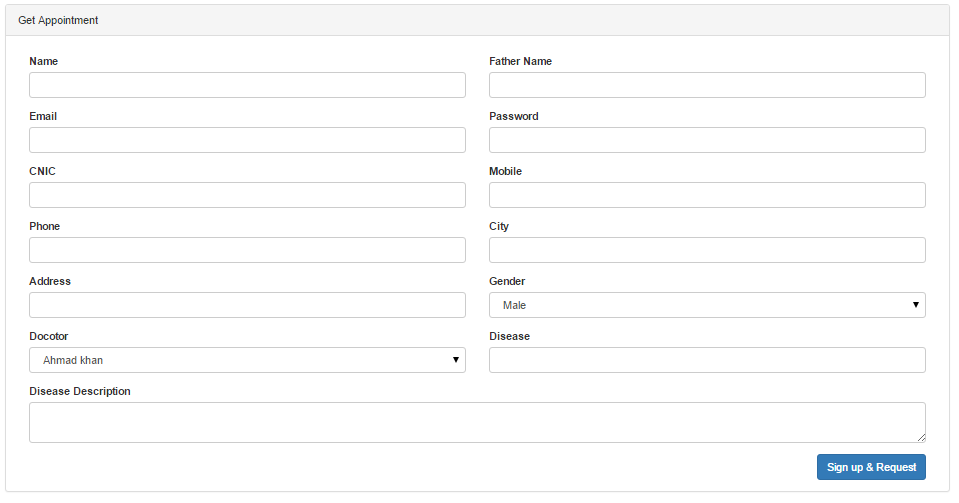 Get Appointment
Name
Father Name
Email
Password
CNIC
Mobile
Phone
City
Address
Gender
Male
Docotor
Disease
Ahmad khan
Disease Description
Sign up & Request